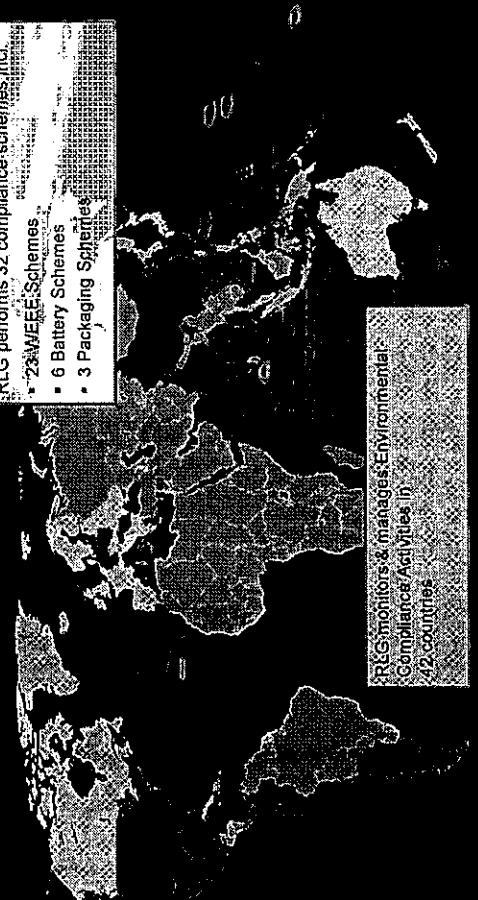 RLG performs 32 compliance schemes incl.
▪ 23 WEEE Schemes
▪ 6 Battery Schemes
▪ 3 Packaging Schemes
RLG monitors & manages Environmental
Compliance Activities in
42 countries